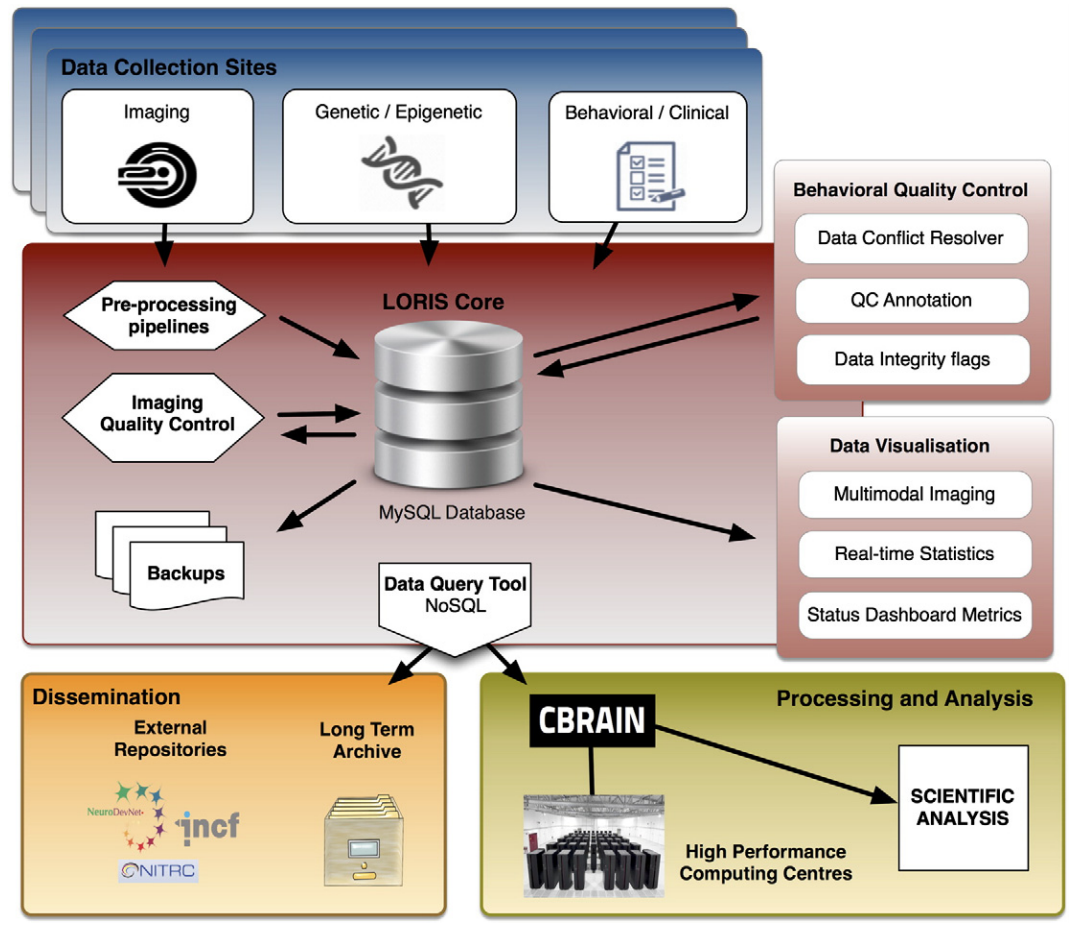 Data Collection Sites
Imaging
Genetic / Epigenetic
Behavioral / Clinical
Behavioral Quality Control
Data Conflict Resolver
QC Annotation
Data Integrity flags
Pre-processing
pipelines
LORIS Core
Imaging
Quality Control
MySQL Database
Backups
Data Query Tool
NoSQL
Data Visualisation
Multimodal Imaging
Real-time Statistics
Status Dashboard Metrics
Dissemination
External
Repositories
Long Term
Archive
NeuroDevNet
incf
NITRC
Processing and Analysis
CBRAIN
SCIENTIFIC
ANALYSIS
High Performance
Computing Centres